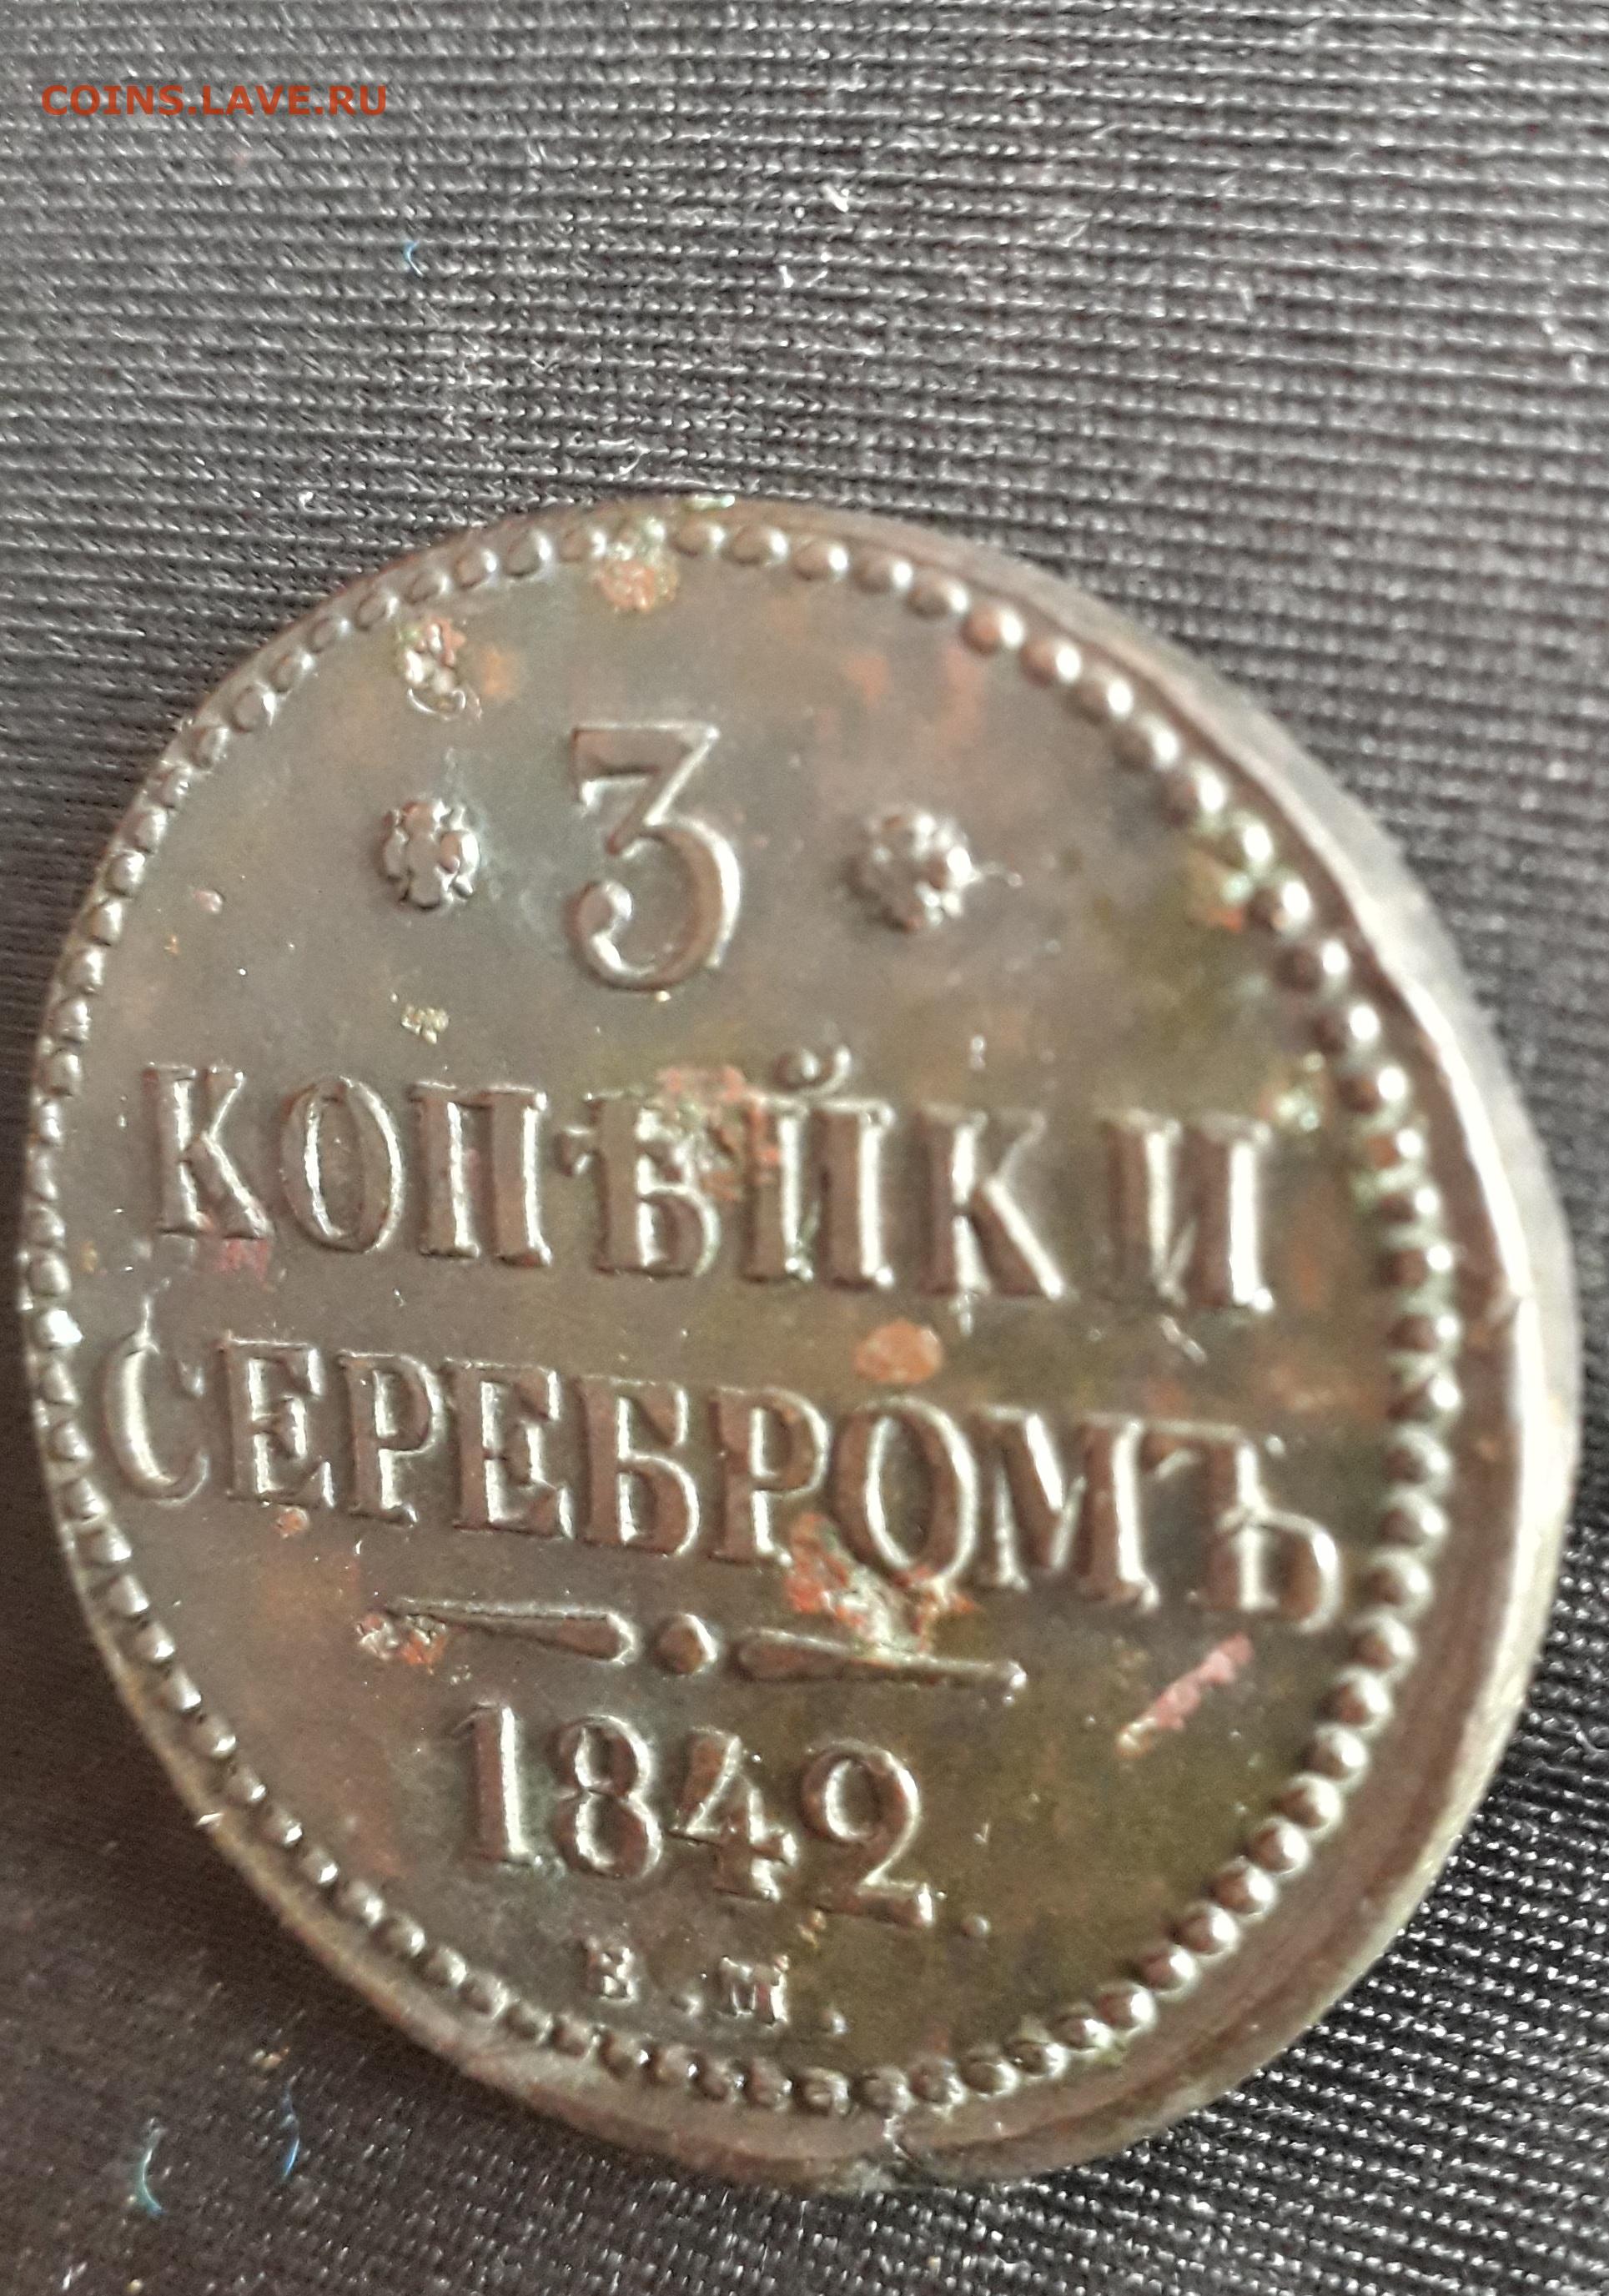 COINS.LAVE.RU
3
КОПѢЙКИ
СЕРЕБРОМЪ
1842.
Е.М.